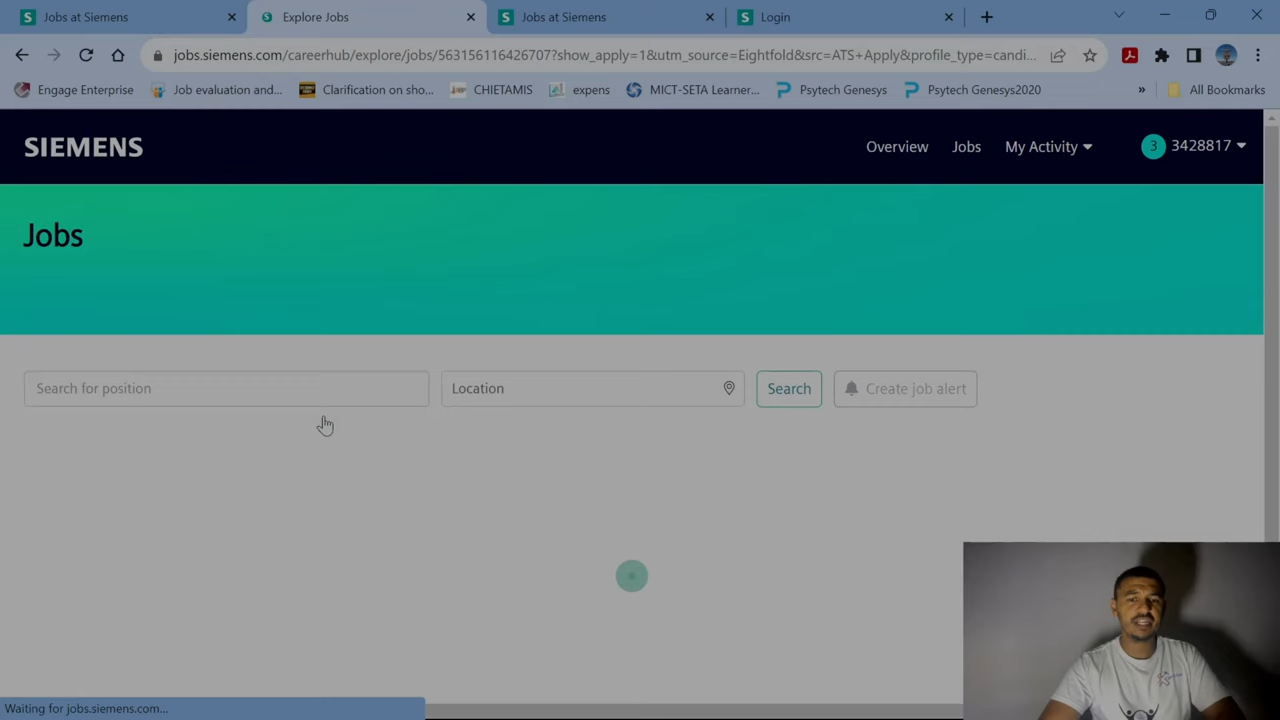 Jobs at Siemens
Explore Jobs
Jobs at Siemens
Login
jobs.siemens.com/careerhub/explore/jobs/563156116426707?show_apply=1&utm_source=Eightfold&src=ATS+Apply&profile_type=candi...
Engage Enterprise
Job evaluation and...
Clarification on sho...
CHIETAMIS
expens
MICT-SETA Learner...
Psytech Genesys
Psytech Genesys2020
»
All Bookmarks
SIEMENS
Overview
Jobs
My Activity
3
3428817
Jobs
Search for position
Location
Search
Create job alert
Waiting for jobs.siemens.com...